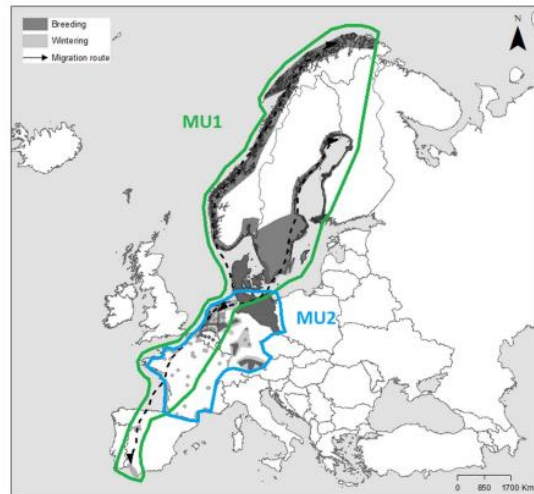 Breeding
Wintering
Migration route
N
MU1
MU2
0 850 1700 Km